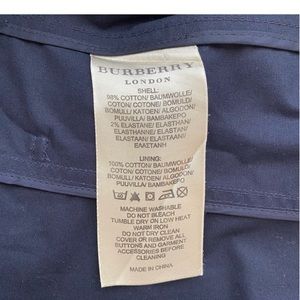 BURBERRY
LONDON
SHELL:
98% COTTON/ BAUMWOLLE/
COTON/ COTONE/ BOMULD/
BOMULL/ KATOEN/ ALGODON/
PUUVILLA/ BAMBAKEPO
2% ELASTANE/ ELASTHAN/
ELASTHANNE/ ELASTAN/
ELASTAANI/ ELASTAAN/
ΕΛΑΣΤΑΝΗ
LINING:
100% COTTON/ BAUMWOLLE/
COTON/ COTONE/ BOMULD/
BOMULL/ KATOEN/ ALGODON/
PUUVILLA/ BAMBAKEPO
MACHINE WASHABLE
DO NOT BLEACH
TUMBLE DRY ON LOW HEAT
WARM IRON
DO NOT DRY CLEAN
COVER OR REMOVE ALL
BUTTONS AND GARMENT
ACCESSORIES BEFORE
CLEANING
MADE IN CHINA